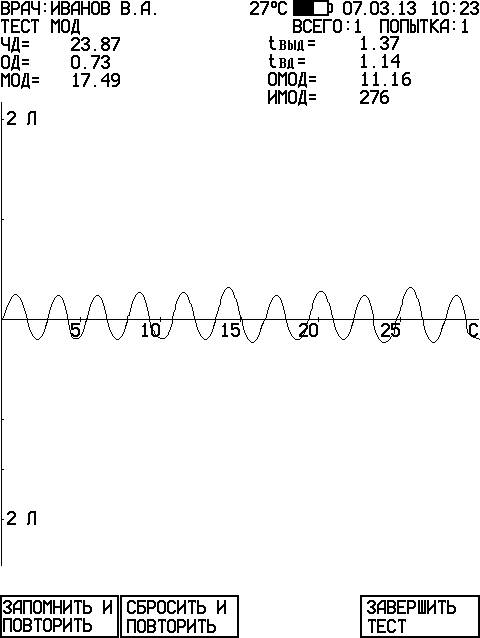 ВРАЧ:ИВАНОВ В.А. 27°C 07.03.13 10:23
ТЕСТ МОД ВСЕГО:1 ПОПЫТКА:1
ЧД= 23.87 tвыд= 1.37
ОД= 0.73 tвд= 1.14
МОД= 17.49 ОМОД= 11.16
ИМОД= 276
2 Л
5 10 15 20 25 С
2 Л
ЗАПОМНИТЬ И ПОВТОРИТЬ
СБРОСИТЬ И ПОВТОРИТЬ
ЗАВЕРШИТЬ ТЕСТ